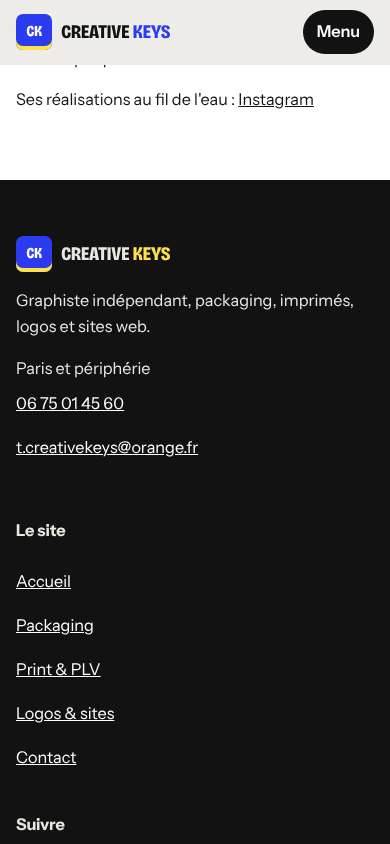 CK CREATIVE KEYS
Menu
Ses réalisations au fil de l'eau : Instagram
CK CREATIVE KEYS
Graphiste indépendant, packaging, imprimés,
logos et sites web.
Paris et périphérie
06 75 01 45 60
t.creativekeys@orange.fr
Le site
Accueil
Packaging
Print & PLV
Logos & sites
Contact
Suivre